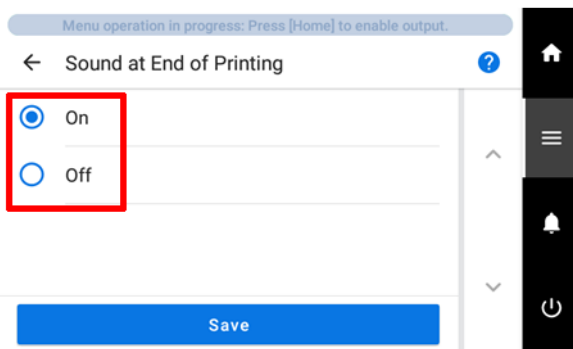 Menu operation in progress: Press [Home] to enable output.
Sound at End of Printing
?
On
Off
Save